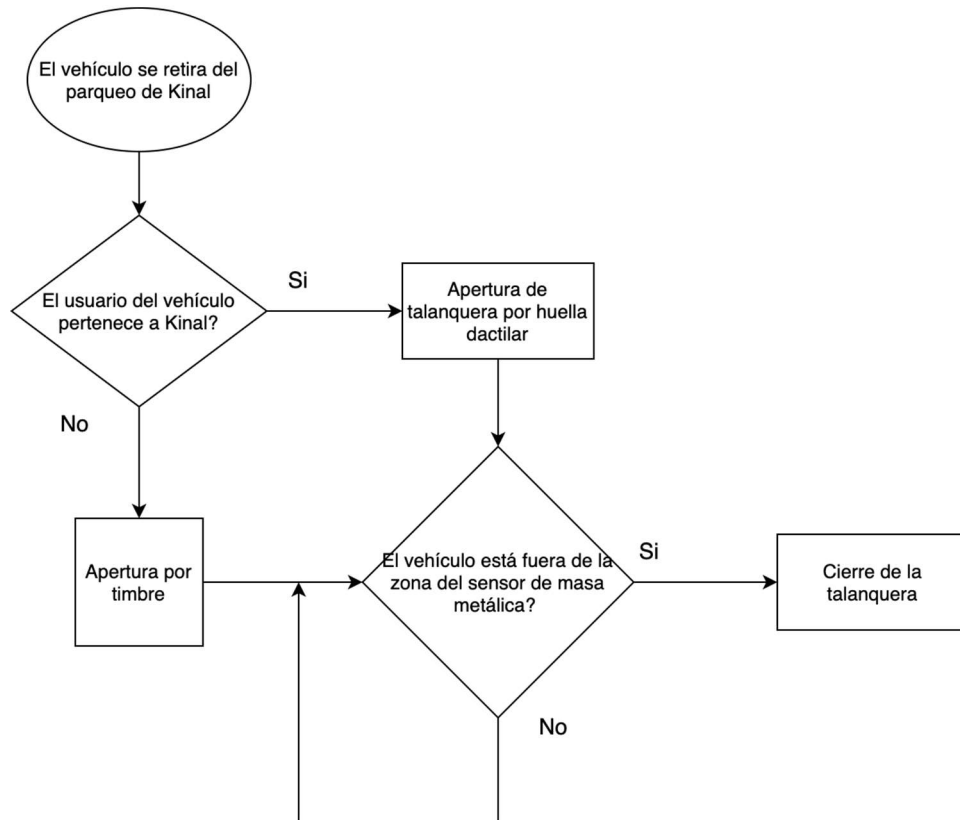 El vehículo se retira del
parqueo de Kinal
El usuario del vehículo
pertenece a Kinal?
Si
Apertura de
talanquera por huella
dactilar
No
Apertura por
timbre
El vehículo está fuera de la
zona del sensor de masa
metálica?
Si
Cierre de la
talanquera
No